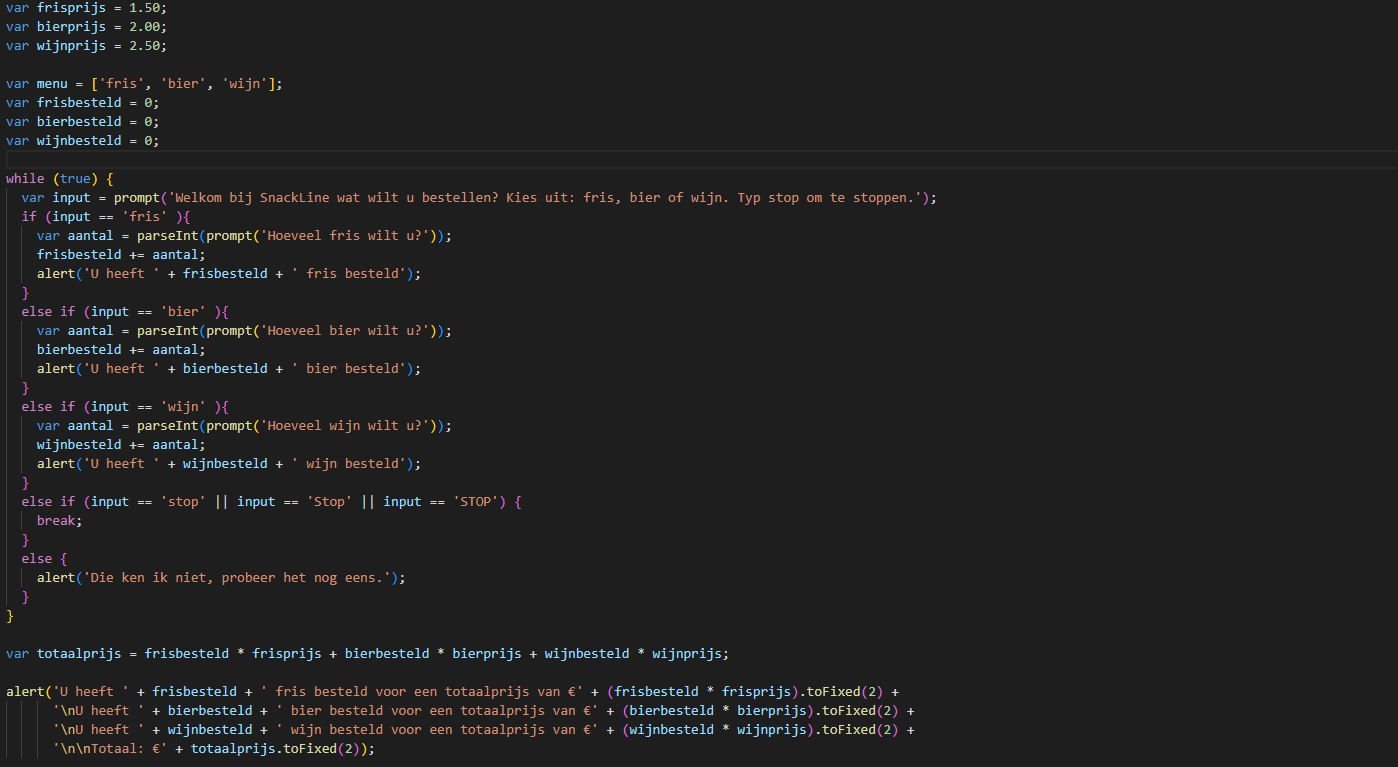 var frisprijs = 1.50;
var bierprijs = 2.00;
var wijnprijs = 2.50;

var menu = ['fris', 'bier', 'wijn'];
var frisbesteld = 0;
var bierbesteld = 0;
var wijnbesteld = 0;

while (true) {
  var input = prompt('Welkom bij SnackLine wat wilt u bestellen? Kies uit: fris, bier of wijn. Typ stop om te stoppen.');
  if (input == 'fris' ){
    var aantal = parseInt(prompt('Hoeveel fris wilt u?'));
    frisbesteld += aantal;
    alert('U heeft ' + frisbesteld + ' fris besteld');
  }
  else if (input == 'bier' ){
    var aantal = parseInt(prompt('Hoeveel bier wilt u?'));
    bierbesteld += aantal;
    alert('U heeft ' + bierbesteld + ' bier besteld');
  }
  else if (input == 'wijn' ){
    var aantal = parseInt(prompt('Hoeveel wijn wilt u?'));
    wijnbesteld += aantal;
    alert('U heeft ' + wijnbesteld + ' wijn besteld');
  }
  else if (input == 'stop' || input == 'Stop' || input == 'STOP') {
    break;
  }
  else {
    alert('Die ken ik niet, probeer het nog eens.');
  }
}

var totaalprijs = frisbesteld * frisprijs + bierbesteld * bierprijs + wijnbesteld * wijnprijs;

alert('U heeft ' + frisbesteld + ' fris besteld voor een totaalprijs van €' + (frisbesteld * frisprijs).toFixed(2) +
      '\nU heeft ' + bierbesteld + ' bier besteld voor een totaalprijs van €' + (bierbesteld * bierprijs).toFixed(2) +
      '\nU heeft ' + wijnbesteld + ' wijn besteld voor een totaalprijs van €' + (wijnbesteld * wijnprijs).toFixed(2) +
      '\n\nTotaal: €' + totaalprijs.toFixed(2));